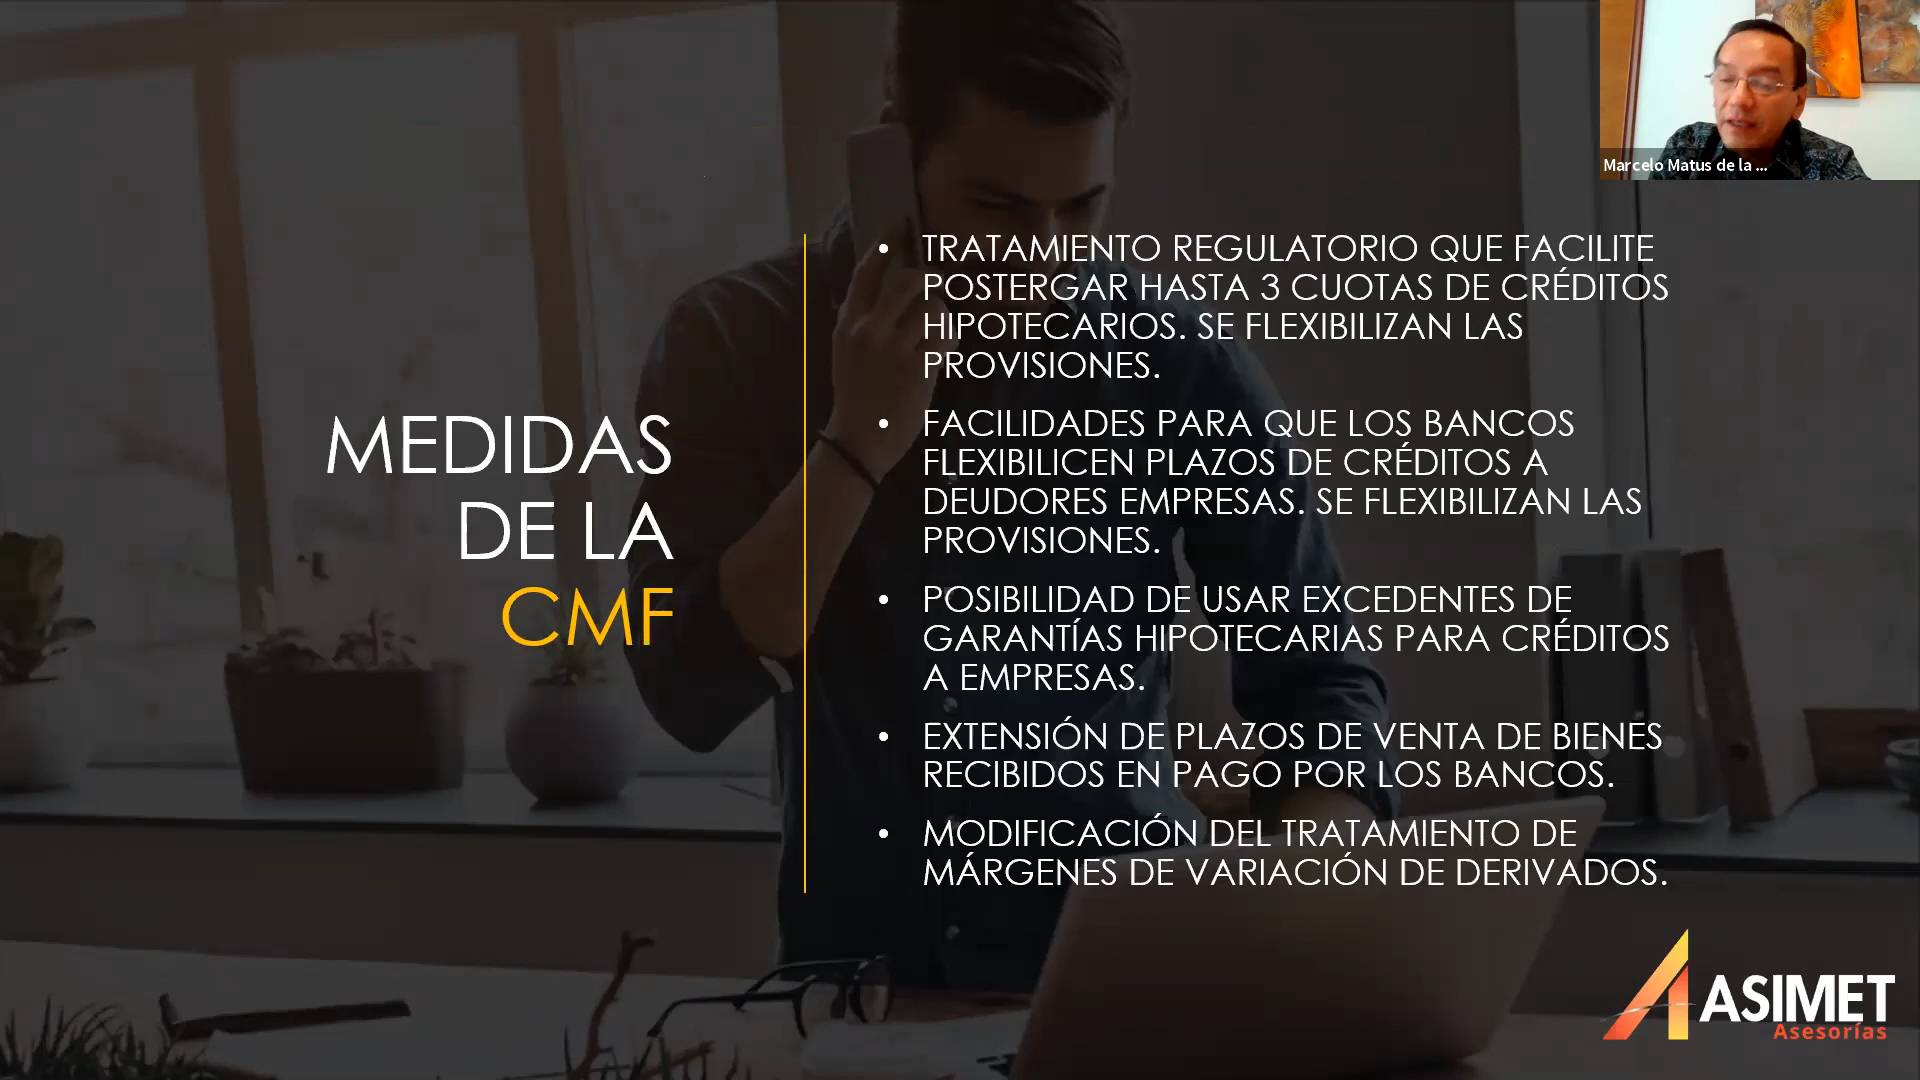 Marcelo Matus de la ...
MEDIDAS
DE LA
CMF
• TRATAMIENTO REGULATORIO QUE FACILITE
POSTERGAR HASTA 3 CUOTAS DE CRÉDITOS
HIPOTECARIOS. SE FLEXIBILIZAN LAS
PROVISIONES.
• FACILIDADES PARA QUE LOS BANCOS
FLEXIBILICEN PLAZOS DE CRÉDITOS A
DEUDORES EMPRESAS. SE FLEXIBILIZAN LAS
PROVISIONES.
• POSIBILIDAD DE USAR EXCEDENTES DE
GARANTÍAS HIPOTECARIAS PARA CRÉDITOS
A EMPRESAS.
• EXTENSIÓN DE PLAZOS DE VENTA DE BIENES
RECIBIDOS EN PAGO POR LOS BANCOS.
• MODIFICACIÓN DEL TRATAMIENTO DE
MÁRGENES DE VARIACIÓN DE DERIVADOS.
ASIMET
Asesorías